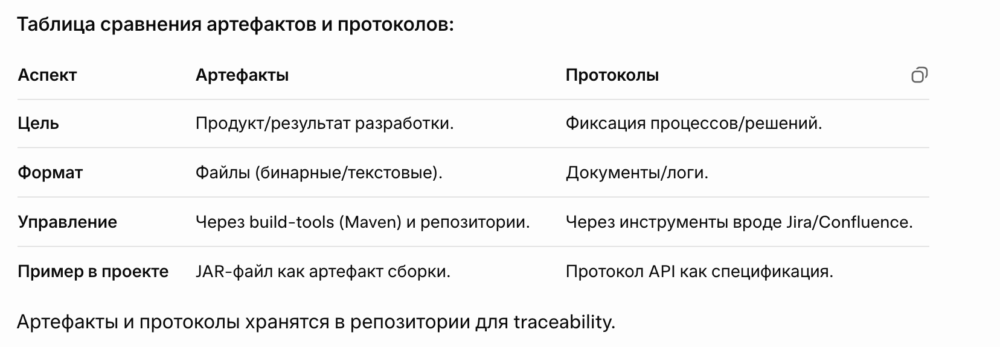 Таблица сравнения артефактов и протоколов:
Аспект Артефакты Протоколы
Цель Продукт/результат разработки. Фиксация процессов/решений.
Формат Файлы (бинарные/текстовые). Документы/логи.
Управление Через build-tools (Maven) и репозитории. Через инструменты вроде Jira/Confluence.
Пример в проекте JAR-файл как артефакт сборки. Протокол API как спецификация.
Артефакты и протоколы хранятся в репозитории для traceability.